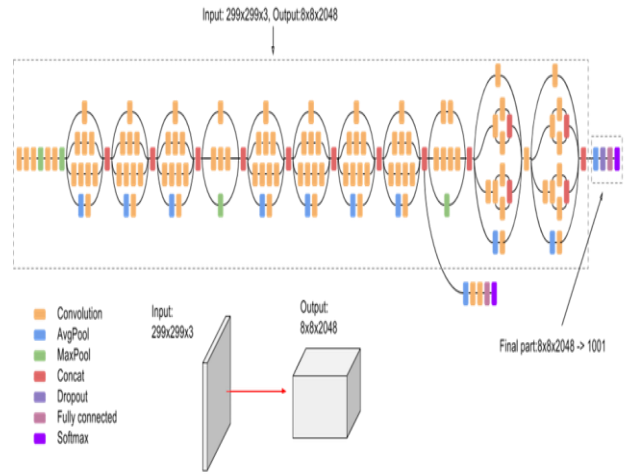 Input: 299x299x3, Output:8x8x2048
Convolution
AvgPool
MaxPool
Concat
Dropout
Fully connected
Softmax
Input:
299x299x3
Output:
8x8x2048
Final part:8x8x2048 -> 1001